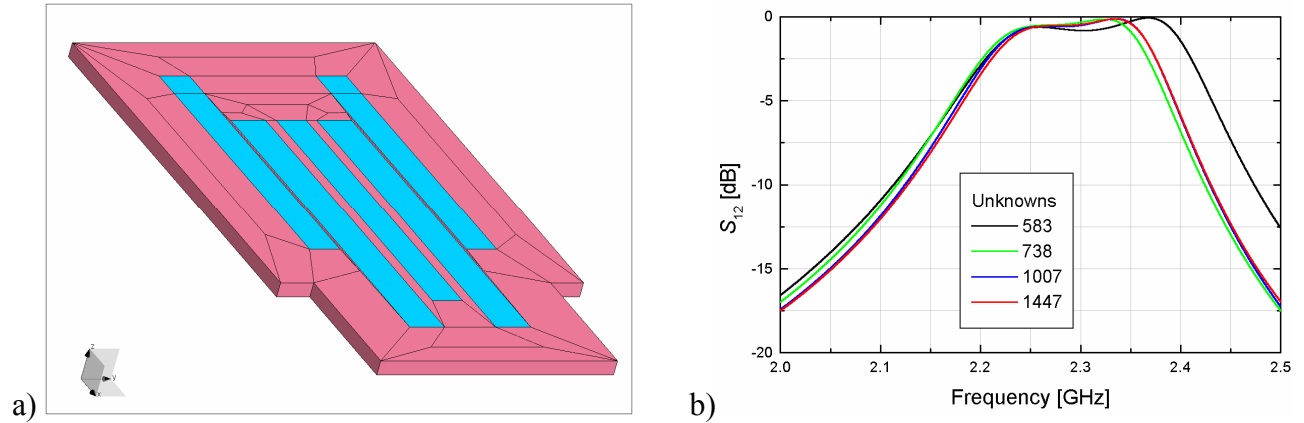 a)
z
y
x
b)
S12 [dB]
0
-5
-10
-15
-20
Unknowns
583
738
1007
1447
2.0 2.1 2.2 2.3 2.4 2.5
Frequency [GHz]